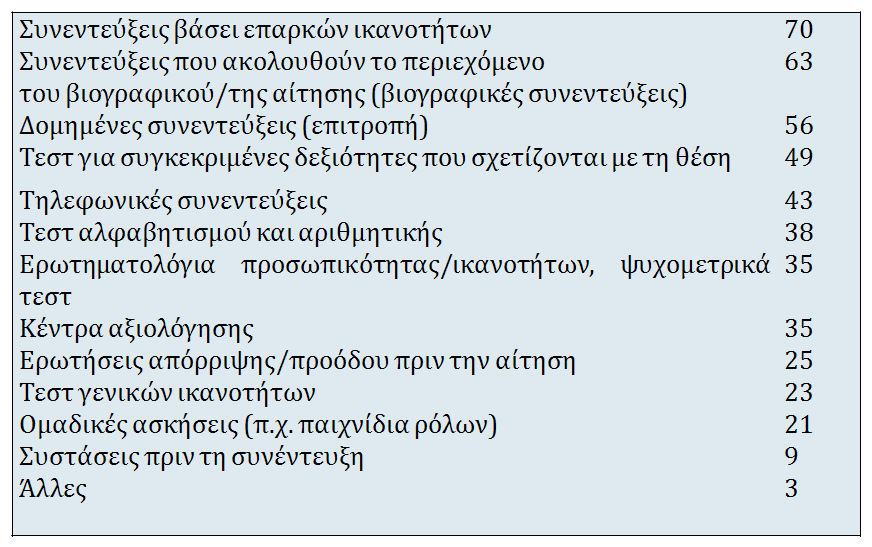 Συνεντεύξεις βάσει επαρκών ικανοτήτων 70
Συνεντεύξεις που ακολουθούν το περιεχόμενο 63
του βιογραφικού/της αίτησης (βιογραφικές συνεντεύξεις)
Δομημένες συνεντεύξεις (επιτροπή) 56
Τεστ για συγκεκριμένες δεξιότητες που σχετίζονται με τη θέση 49
Τηλεφωνικές συνεντεύξεις 43
Τεστ αλφαβητισμού και αριθμητικής 38
Ερωτηματολόγια προσωπικότητας/ικανοτήτων, ψυχομετρικά 35
τεστ
Κέντρα αξιολόγησης 35
Ερωτήσεις απόρριψης/προόδου πριν την αίτηση 25
Τεστ γενικών ικανοτήτων 23
Ομαδικές ασκήσεις (π.χ. παιχνίδια ρόλων) 21
Συστάσεις πριν τη συνέντευξη 9
Άλλες 3